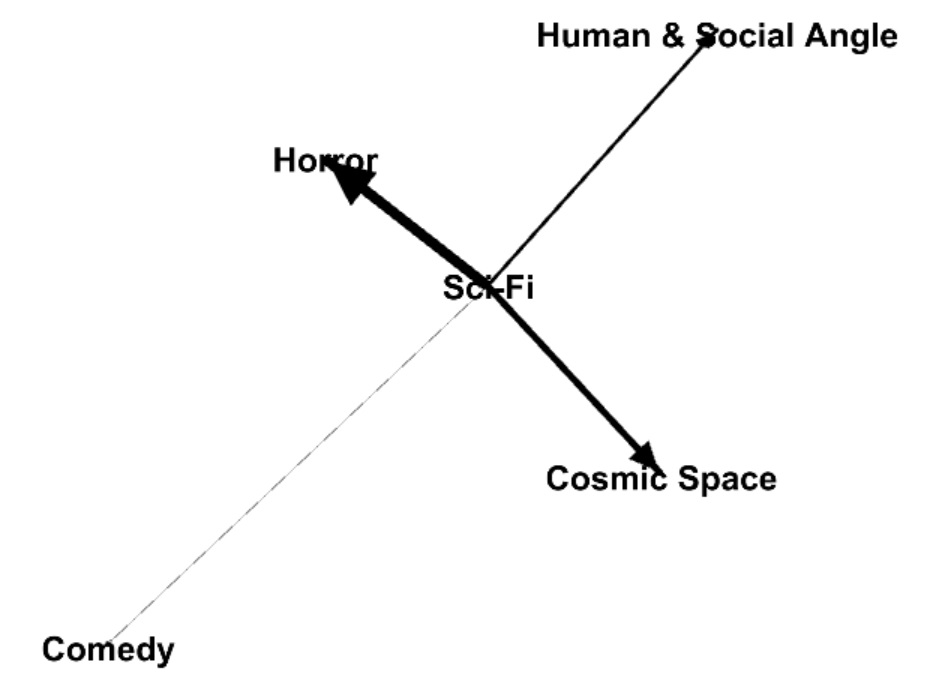 Human & Social Angle
Horror
Sci-Fi
Cosmic Space
Comedy